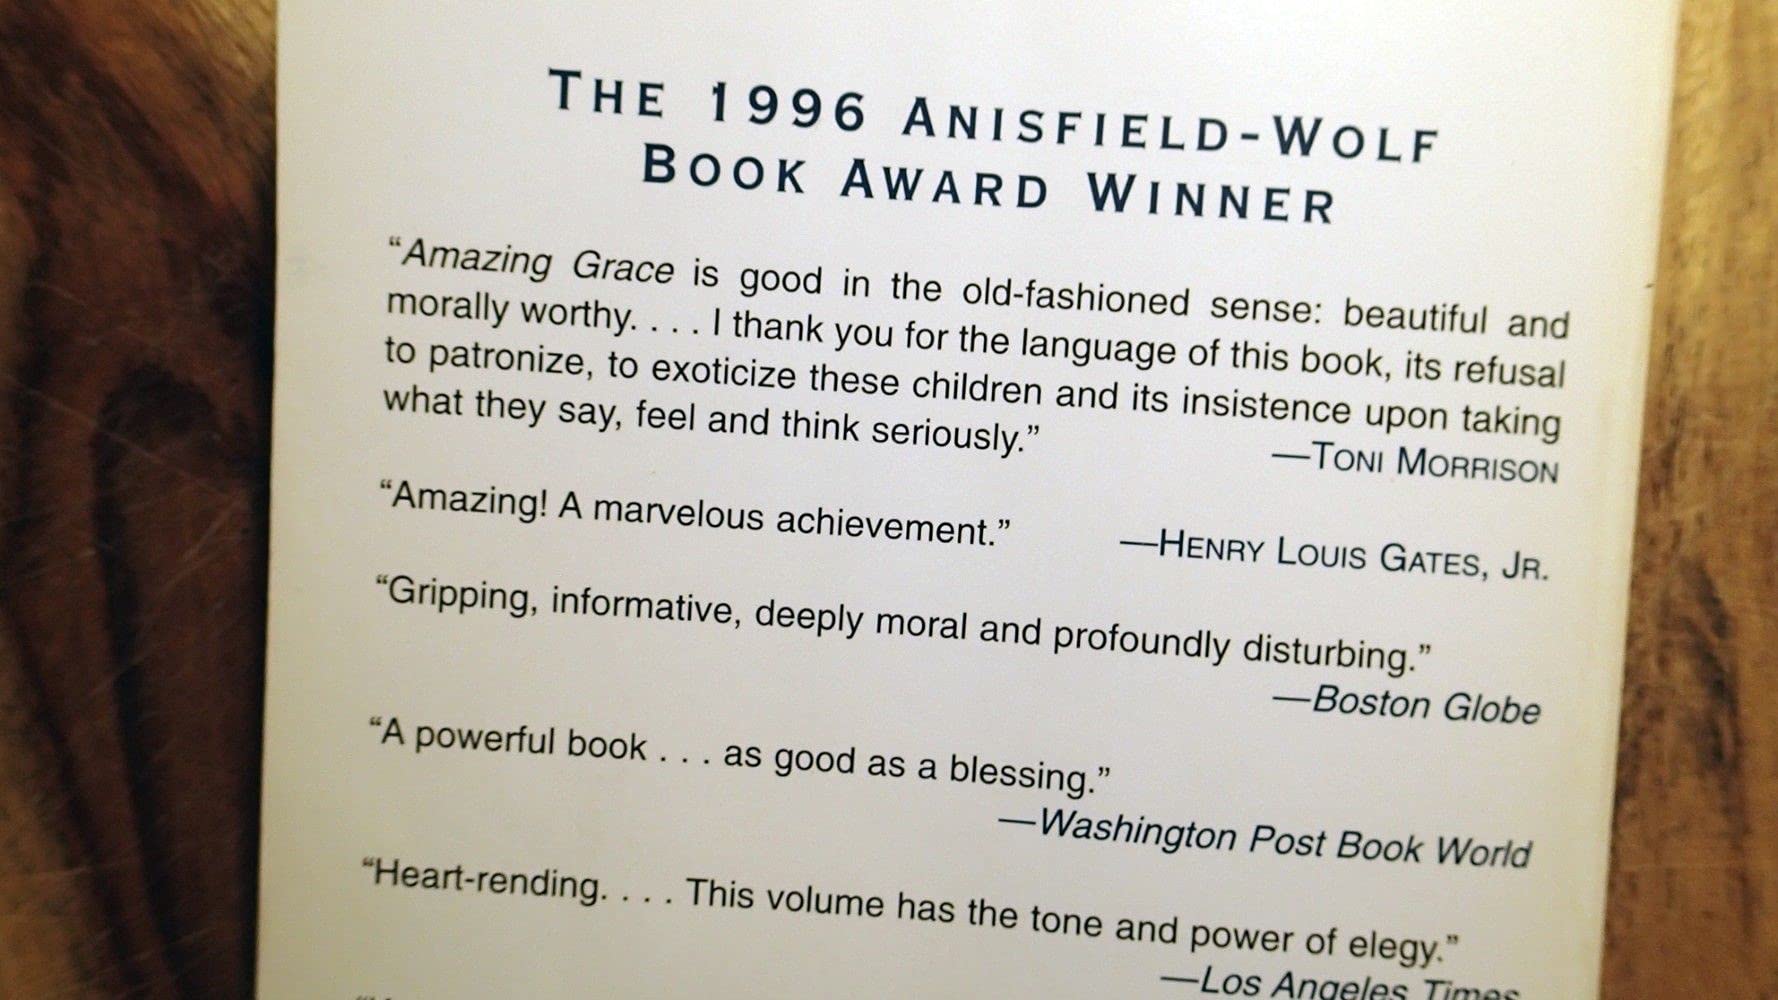 THE 1996 ANISFIELD-WOLF
BOOK AWARD WINNER
“Amazing Grace is good in the old-fashioned sense: beautiful and
morally worthy. . . . I thank you for the language of this book, its refusal
to patronize, to exoticize these children and its insistence upon taking
what they say, feel and think seriously.” —TONI MORRISON
“Amazing! A marvelous achievement.” —HENRY LOUIS GATES, JR.
“Gripping, informative, deeply moral and profoundly disturbing.”
—Boston Globe
“A powerful book . . . as good as a blessing.”
—Washington Post Book World
“Heart-rending. . . . This volume has the tone and power of elegy.”
—Los Angeles Times